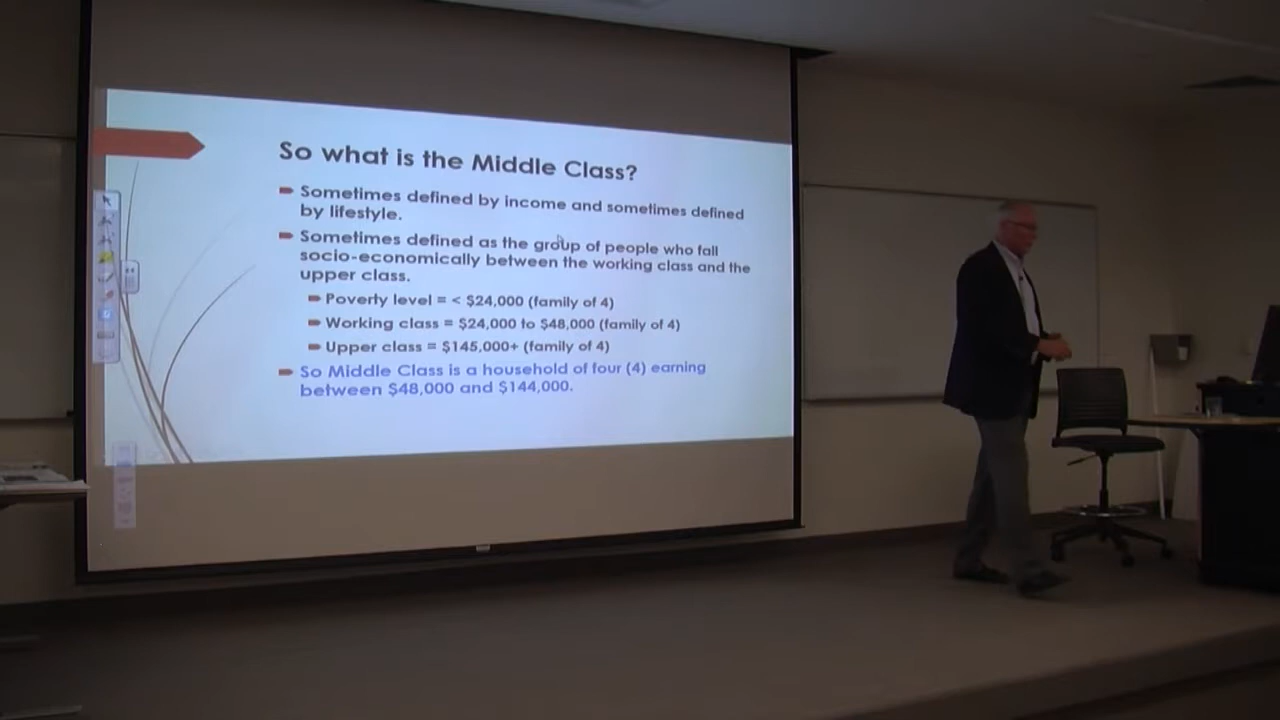 So what is the Middle Class?
Sometimes defined by income and sometimes defined
by lifestyle.
Sometimes defined as the group of people who fall
socio-economically between the working class and the
upper class.
Poverty level = < $24,000 (family of 4)
Working class = $24,000 to $48,000 (family of 4)
Upper class = $145,000+ (family of 4)
So Middle Class is a household of four (4) earning
between $48,000 and $144,000.